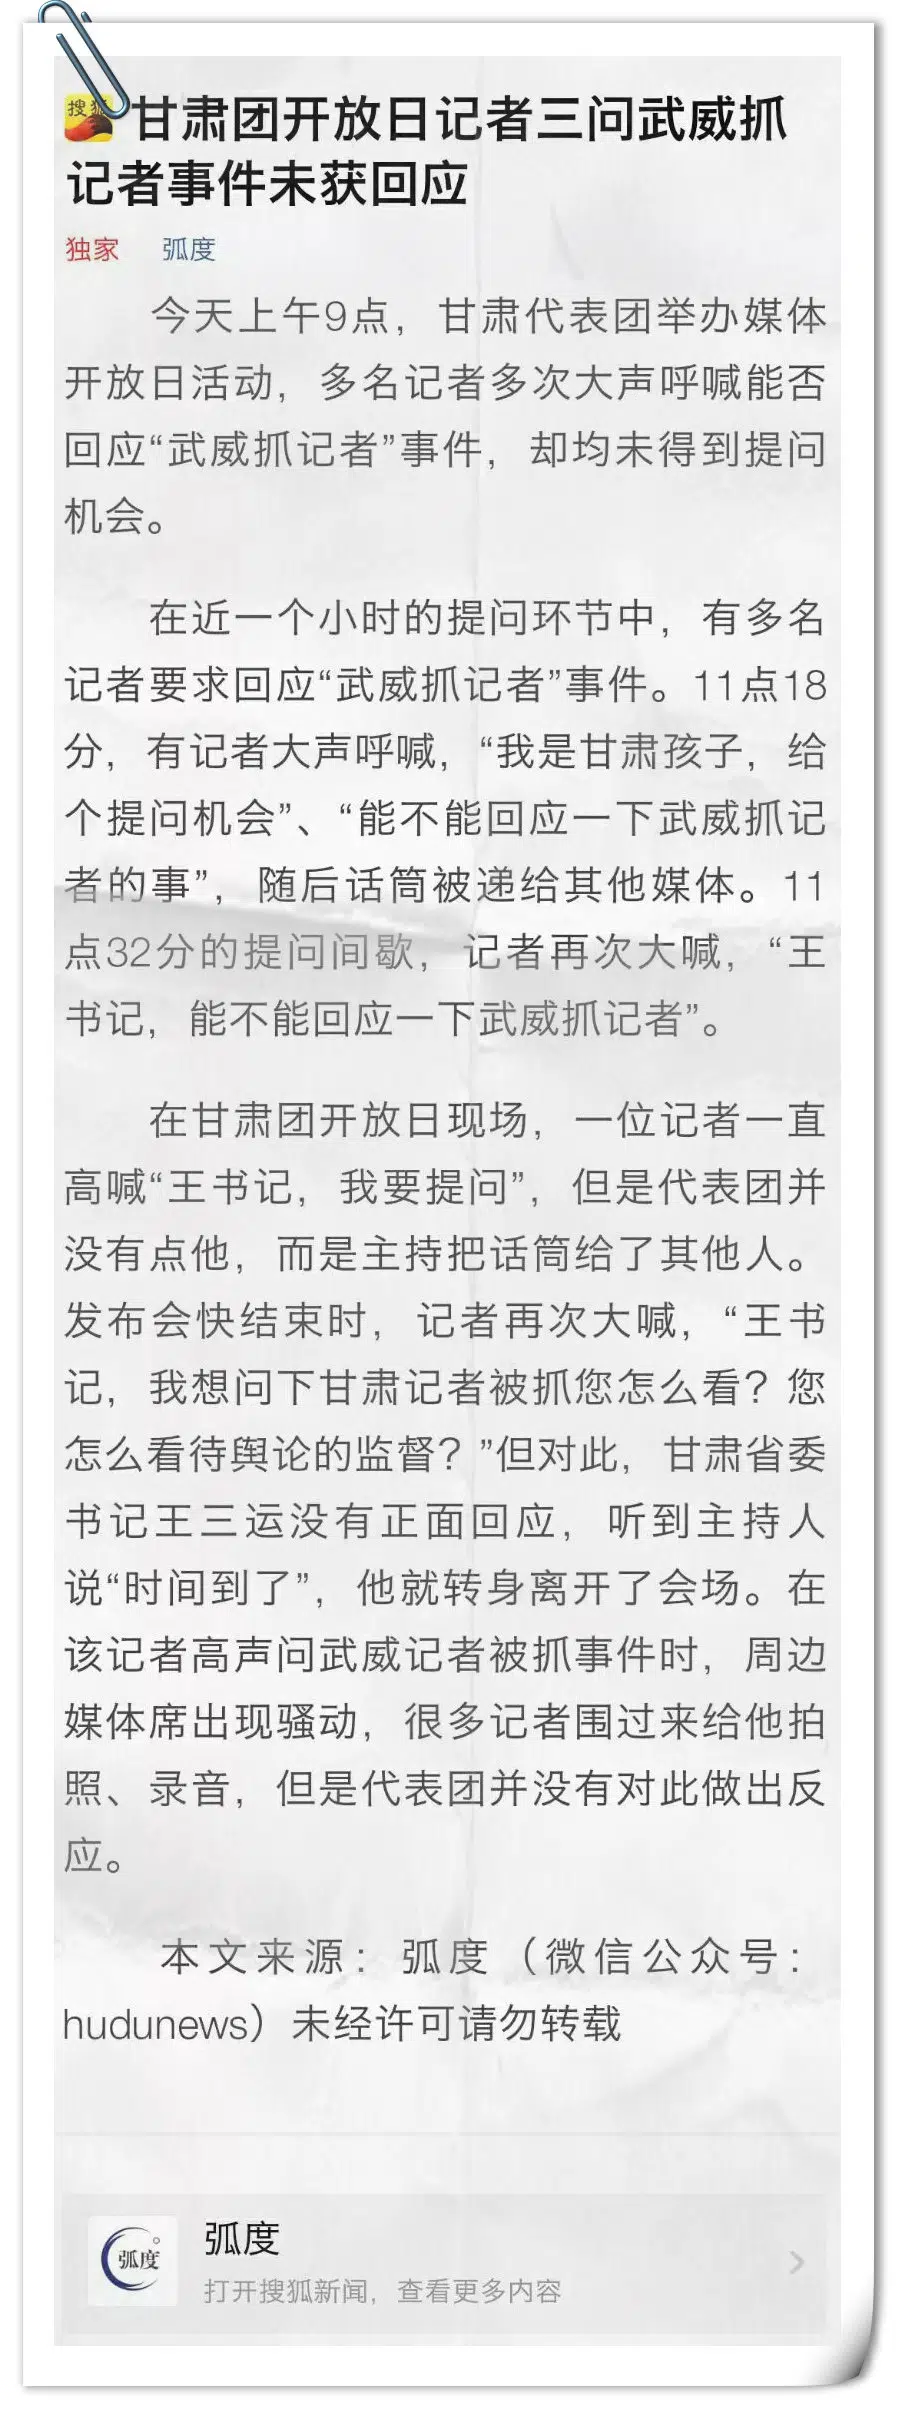 搜狐
甘肃团开放日记者三问武威抓
记者事件未获回应
独家 弧度
今天上午9点，甘肃代表团举办媒体
开放日活动，多名记者多次大声呼喊能否
回应“武威抓记者”事件，却均未得到提问
机会。
在近一个小时的提问环节中，有多名
记者要求回应“武威抓记者”事件。11点18
分，有记者大声呼喊，“我是甘肃孩子，给
个提问机会”、“能不能回应一下武威抓记
者的事”，随后话筒被递给其他媒体。11
点32分的提问间歇，记者再次大喊，“王
书记，能不能回应一下武威抓记者”。
在甘肃团开放日现场，一位记者一直
高喊“王书记，我要提问”，但是代表团并
没有点他，而是主持把话筒给了其他人。
发布会快结束时，记者再次大喊，“王书
记，我想问下甘肃记者被抓您怎么看？您
怎么看待舆论的监督？”但对此，甘肃省委
书记王三运没有正面回应，听到主持人
说“时间到了”，他就转身离开了会场。在
该记者高声问武威记者被抓事件时，周边
媒体席出现骚动，很多记者围过来给他拍
照、录音，但是代表团并没有对此做出反
应。
本文来源：弧度（微信公众号：
hudunews）未经许可请勿转载
弧度
弧度
打开搜狐新闻，查看更多内容